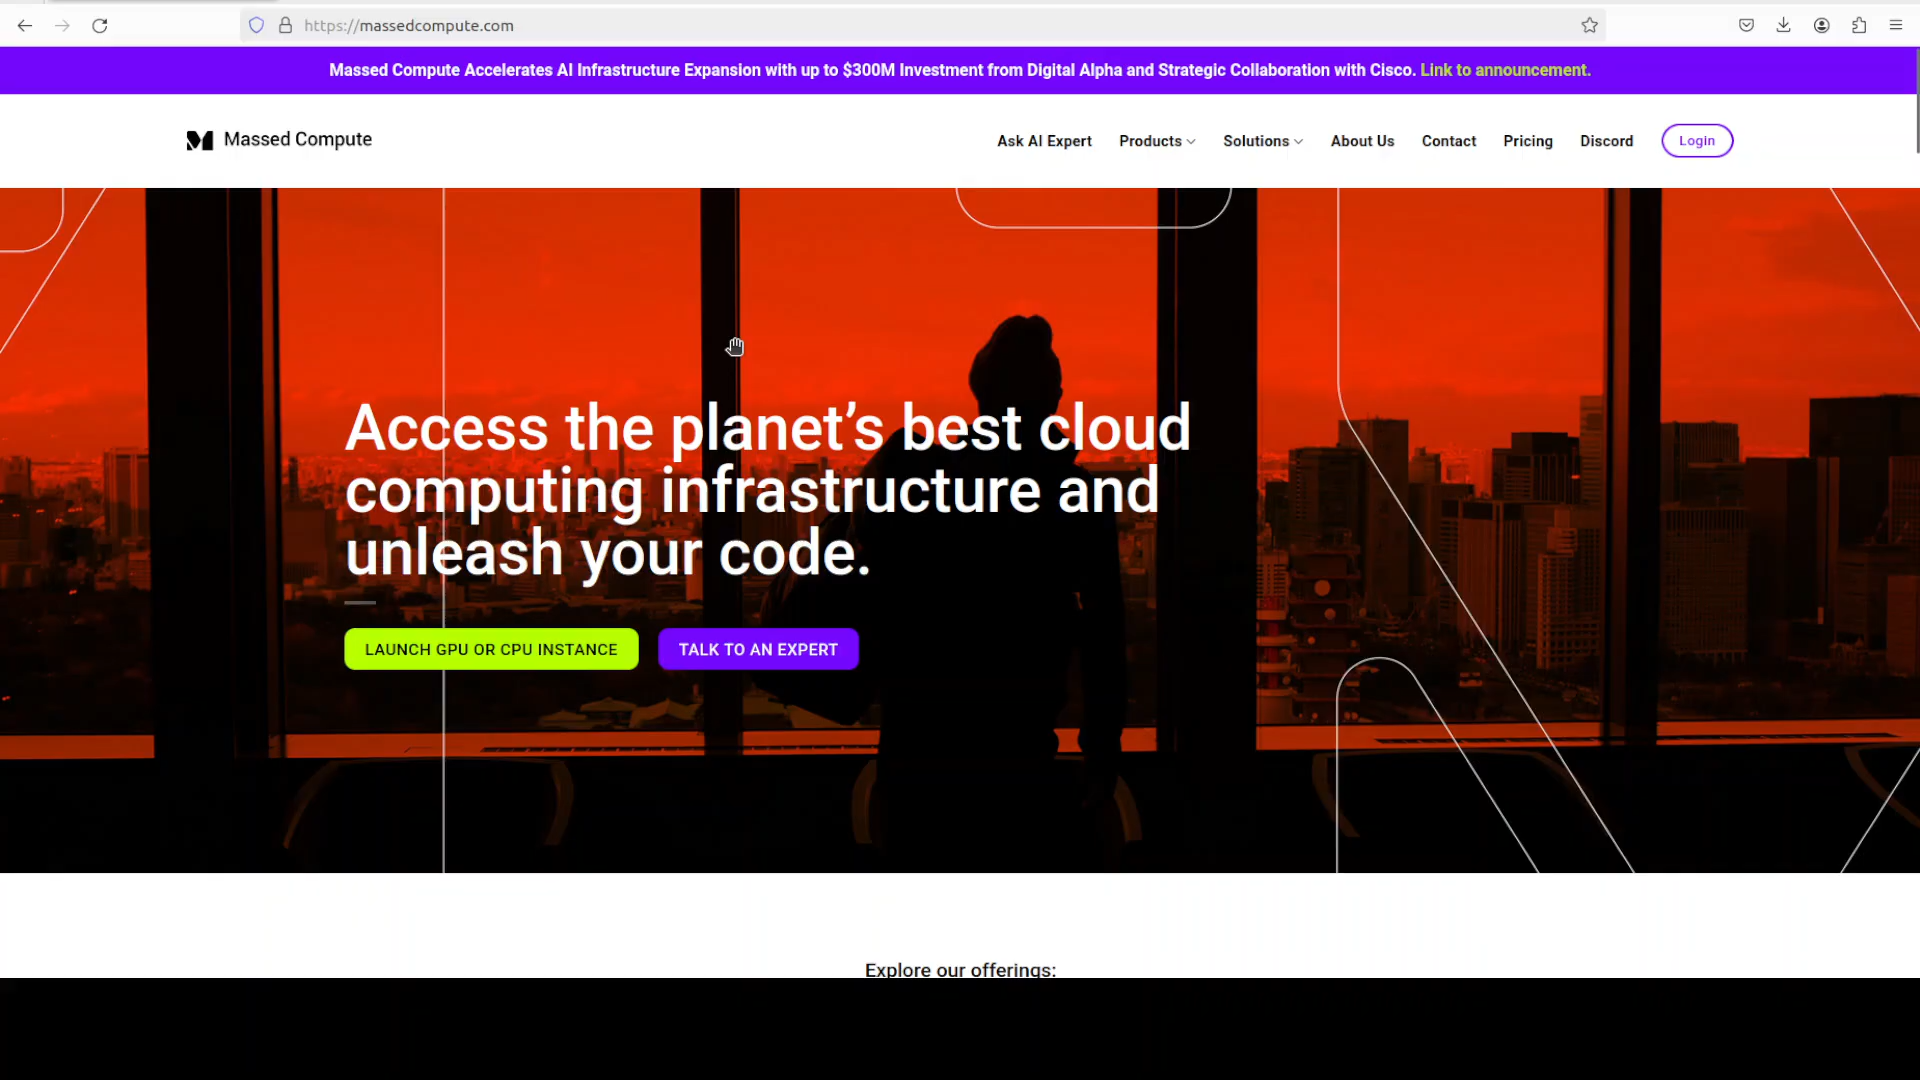 https://massedcompute.com
Massed Compute Accelerates AI Infrastructure Expansion with up to $300M Investment from Digital Alpha and Strategic Collaboration with Cisco. Link to announcement.
Massed Compute
Ask AI Expert
Products
Solutions
About Us
Contact
Pricing
Discord
Login
Access the planet’s best cloud
computing infrastructure and
unleash your code.
LAUNCH GPU OR CPU INSTANCE
TALK TO AN EXPERT
Explore our offerings: